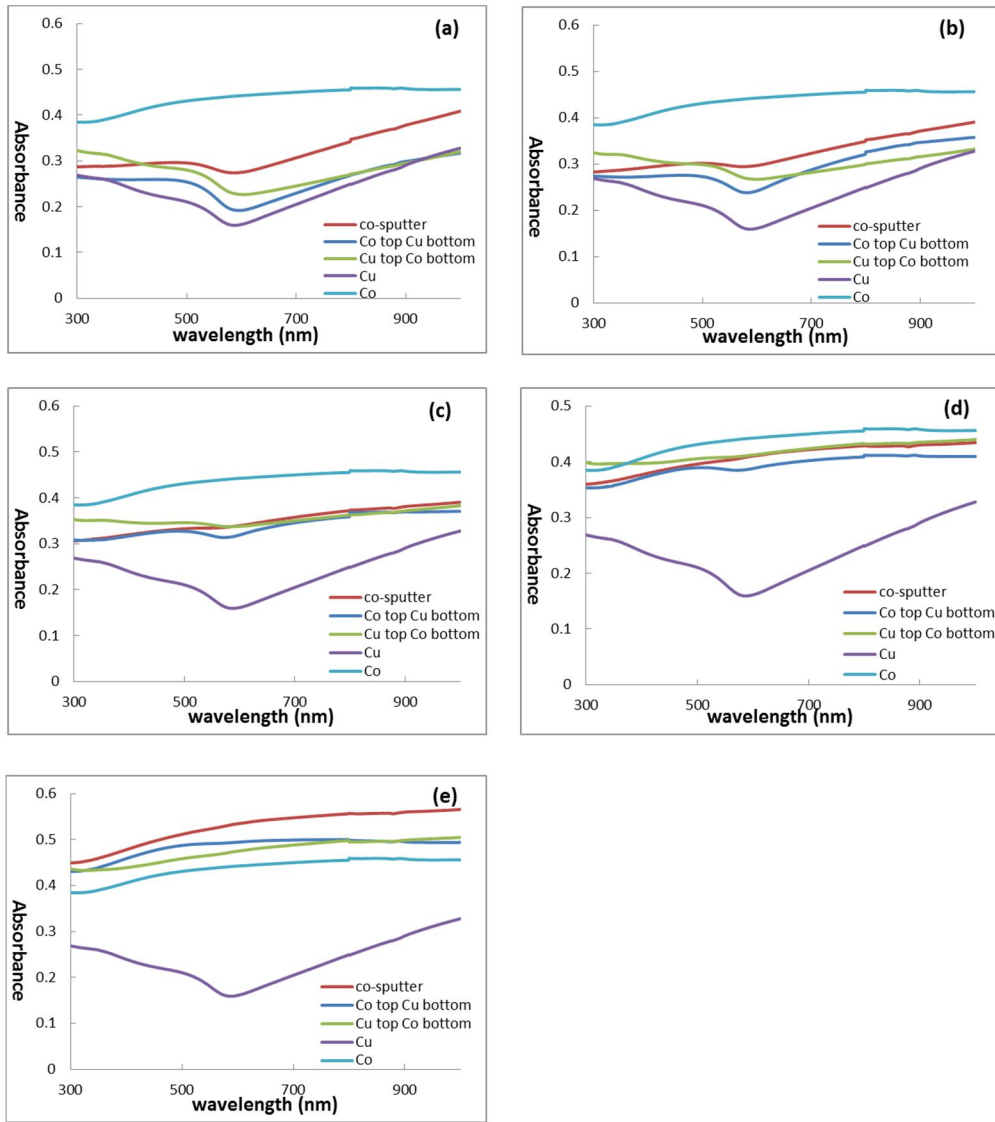 (a)
0.6
0.5
0.4
0.3
0.2
0.1
0
Absorbance
co-sputter
Co top Cu bottom
Cu top Co bottom
Cu
Co
300 500 700 900
wavelength (nm)
(b)
0.6
0.5
0.4
0.3
0.2
0.1
0
Absorbance
co-sputter
Co top Cu bottom
Cu top Co bottom
Cu
Co
300 500 700 900
wavelength (nm)
(c)
0.6
0.5
0.4
0.3
0.2
0.1
0
Absorbance
co-sputter
Co top Cu bottom
Cu top Co bottom
Cu
Co
300 500 700 900
wavelength (nm)
(d)
0.5
0.4
0.3
0.2
0.1
0
Absorbance
co-sputter
Co top Cu bottom
Cu top Co bottom
Cu
Co
300 500 700 900
wavelength (nm)
(e)
0.6
0.5
0.4
0.3
0.2
0.1
0
Absorbance
co-sputter
Co top Cu bottom
Cu top Co bottom
Cu
Co
300 500 700 900
wavelength (nm)